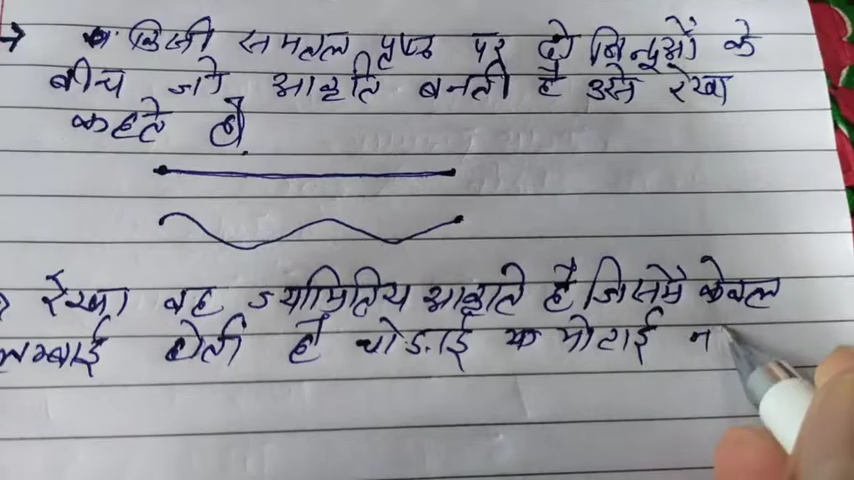 → किसी समतल पृष्ठ पर दो बिन्दूओं के
बीच जो आकृति बनती है उसे रेखा
कहते है।
रेखा वह ज्यामितिय आकृति है जिसमें केवल
लम्बाई होती है चोड़ाई क मोटाई न